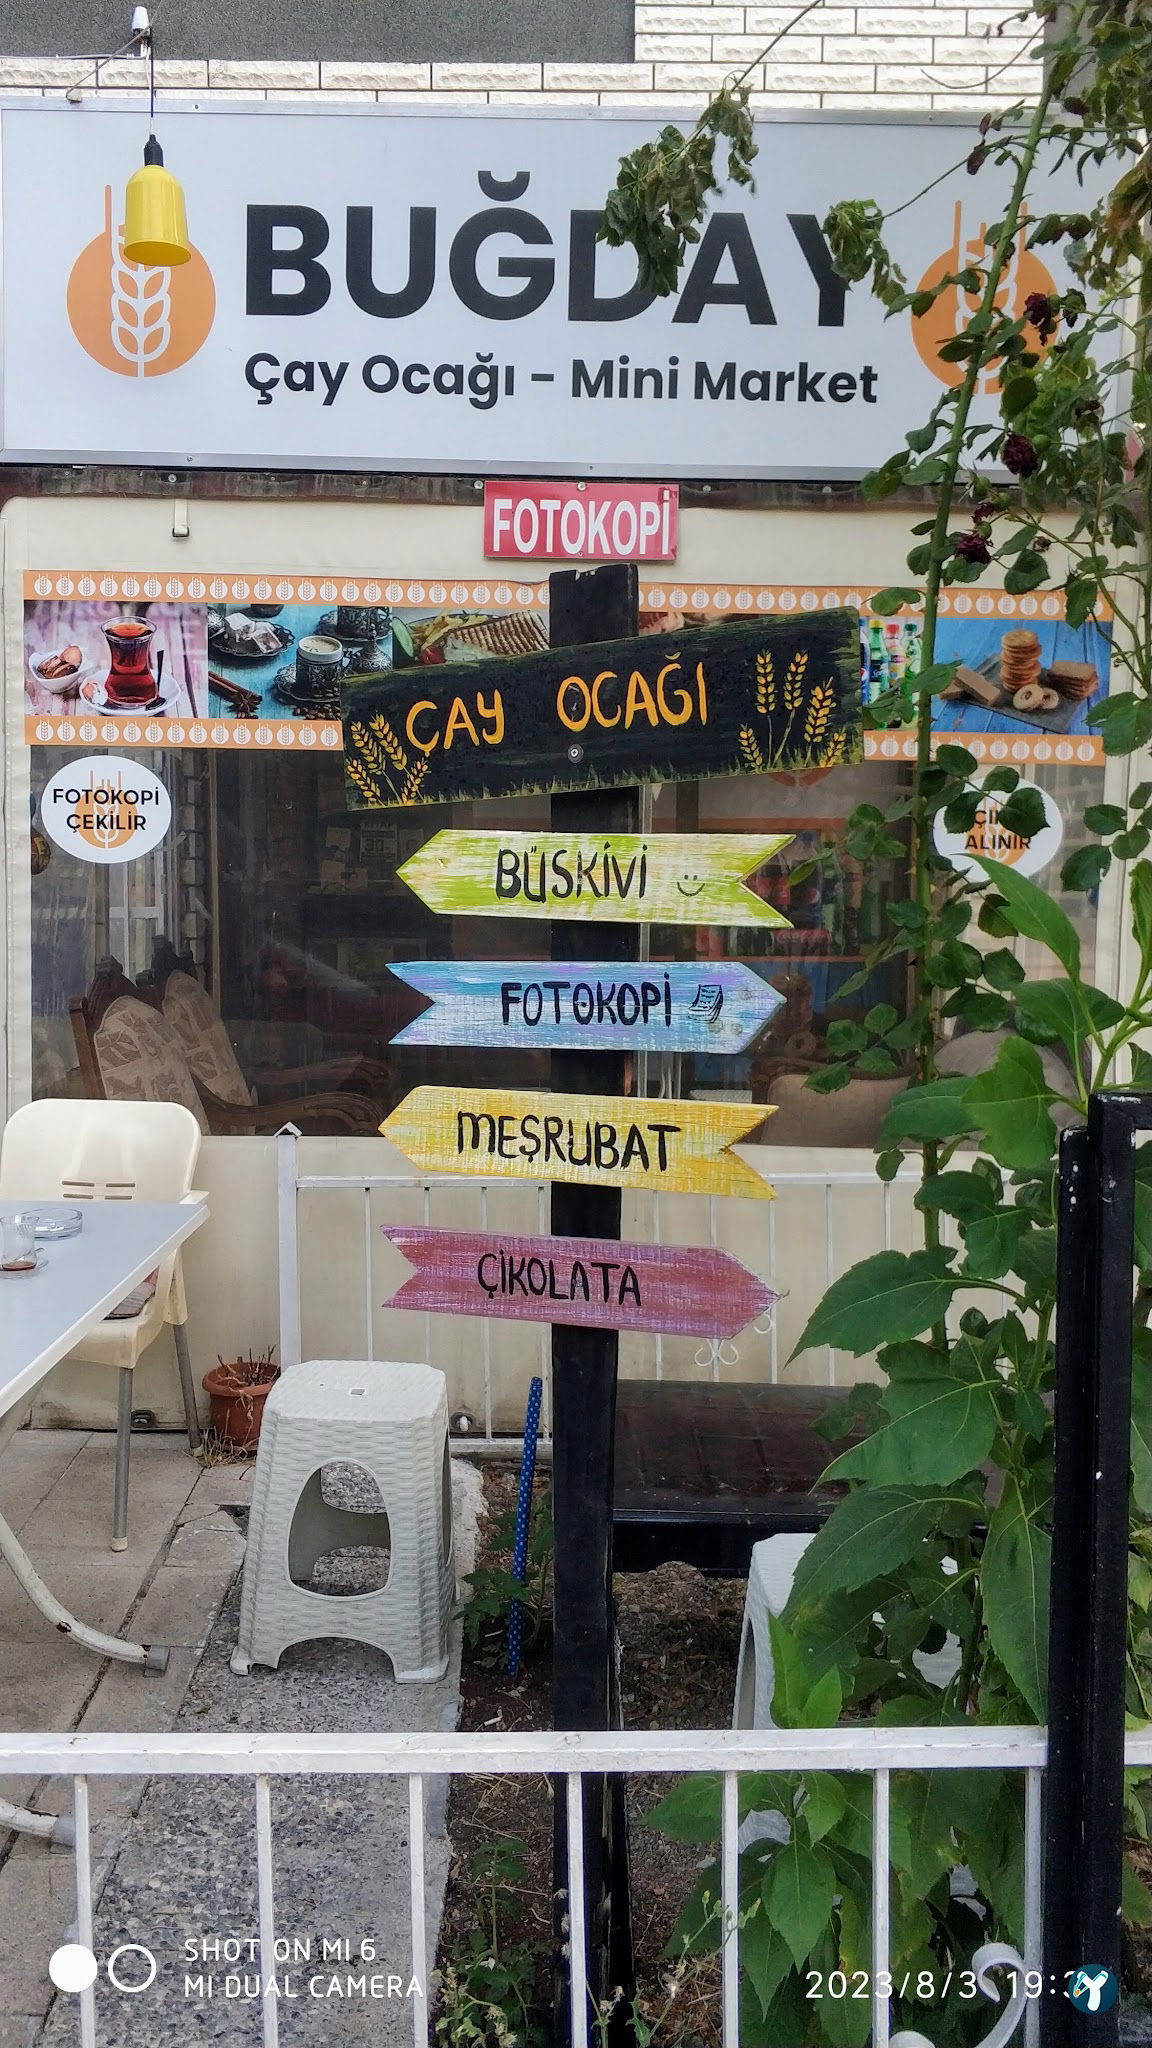 BUĞDAY
Çay Ocağı - Mini Market
FOTOKOPİ
ÇAY OCAĞI
FOTOKOPİ
ÇEKİLİR
ALINIR
BÜSKİVİ
FOTOKOPİ
MEŞRUBAT
ÇİKOLATA
SHOT ON MI 6
MI DUAL CAMERA
2023/8/3